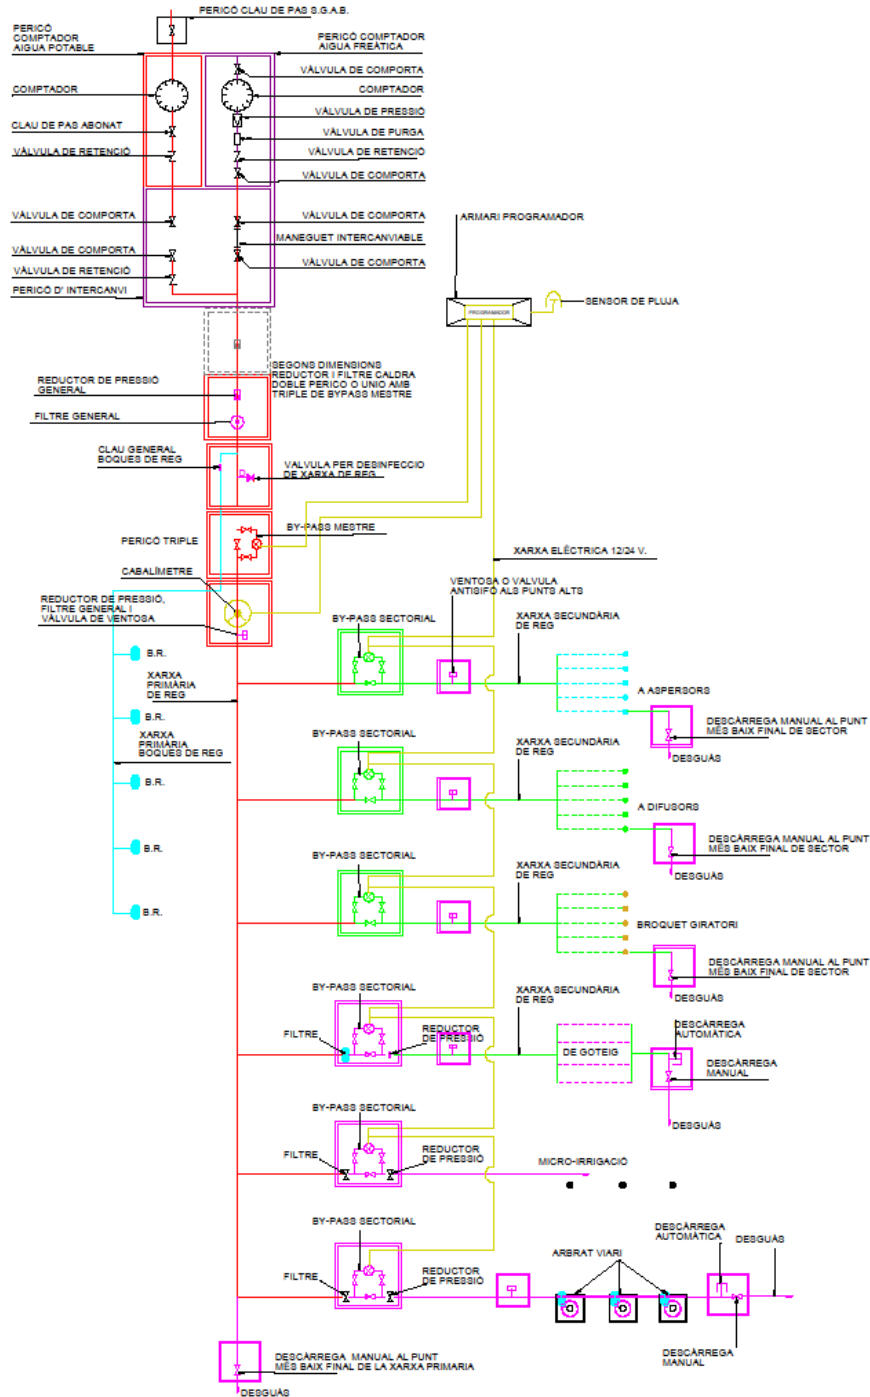 PERICÓ CLAU DE PAS S.G.A.B.
PERICÓ
COMPTADOR
AIGUA POTABLE
PERICÓ COMPTADOR
AIGUA FREÀTICA
VÀLVULA DE COMPORTA
COMPTADOR
COMPTADOR
VÀLVULA DE PRESSIÓ
CLAU DE PAS ABONAT
VÀLVULA DE PURGA
VÀLVULA DE RETENCIÓ
VÀLVULA DE RETENCIÓ
VÀLVULA DE COMPORTA
VÀLVULA DE COMPORTA
VÀLVULA DE COMPORTA
MANEGUET INTERCANVIABLE
VÀLVULA DE COMPORTA
VÀLVULA DE COMPORTA
VÀLVULA DE RETENCIÓ
PERICÓ D' INTERCANVI
ARMARI PROGRAMADOR
PROGRAMADOR
SENSOR DE PLUJA
SEGONS DIMENSIONS
REDUCTOR I FILTRE CALDRA
DOBLE PERICO O UNIO AMB
TRIPLE DE BYPASS MESTRE
REDUCTOR DE PRESSIÓ
GENERAL
FILTRE GENERAL
CLAU GENERAL
BOQUES DE REG
VALVULA PER DESINFECCIO
DE XARXA DE REG
BY-PASS MESTRE
PERICÓ TRIPLE
CABALÍMETRE
REDUCTOR DE PRESSIÓ,
FILTRE GENERAL I
VÀLVULA DE VENTOSA
XARXA ELÈCTRICA 12/24 V.
VENTOSA O VALVULA
ANTISIFÓ ALS PUNTS ALTS
BY-PASS SECTORIAL
XARXA SECUNDÀRIA
DE REG
B.R.
XARXA
PRIMÀRIA
DE REG
A ASPERSORS
B.R.
DESCÀRREGA MANUAL AL PUNT
MÉS BAIX FINAL DE SECTOR
DESGUÀS
XARXA
PRIMÀRIA
BOQUES DE REG
BY-PASS SECTORIAL
XARXA SECUNDÀRIA
DE REG
B.R.
A DIFUSORS
B.R.
DESCÀRREGA MANUAL AL PUNT
MÉS BAIX FINAL DE SECTOR
DESGUÀS
BY-PASS SECTORIAL
XARXA SECUNDÀRIA
DE REG
B.R.
BROQUET GIRATORI
DESCÀRREGA MANUAL AL PUNT
MÉS BAIX FINAL DE SECTOR
DESGUÀS
BY-PASS SECTORIAL
XARXA SECUNDÀRIA
DE REG
FILTRE
REDUCTOR
DE PRESSIÓ
DE GOTEIG
DESCÀRREGA
AUTOMÀTICA
DESCÀRREGA
MANUAL
DESGUÀS
BY-PASS SECTORIAL
FILTRE
REDUCTOR
DE PRESSIÓ
MICRO-IRRIGACIÓ
BY-PASS SECTORIAL
FILTRE
REDUCTOR
DE PRESSIÓ
ARBRAT VIARI
DESCÀRREGA
AUTOMÀTICA
DESGUÀS
DESCÀRREGA
MANUAL
DESCÀRREGA MANUAL AL PUNT
MÉS BAIX FINAL DE LA XARXA PRIMARIA
DESGUÀS